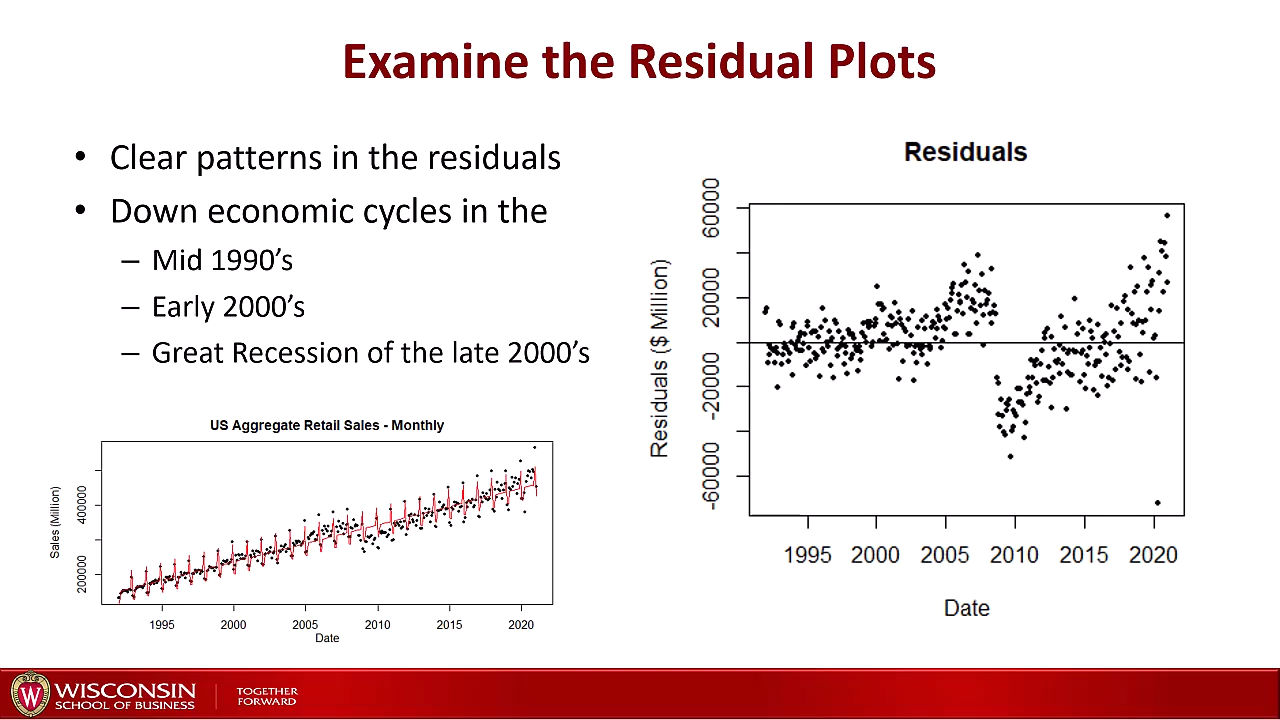 Examine the Residual Plots
• Clear patterns in the residuals
• Down economic cycles in the
– Mid 1990’s
– Early 2000’s
– Great Recession of the late 2000’s
US Aggregate Retail Sales - Monthly
Sales (Million)
400000
200000
1995 2000 2005 2010 2015 2020
Date
Residuals
Residuals ($ Million)
60000
20000
-20000
-60000
1995 2000 2005 2010 2015 2020
Date
W
WISCONSIN
SCHOOL OF BUSINESS
TOGETHER
FORWARD